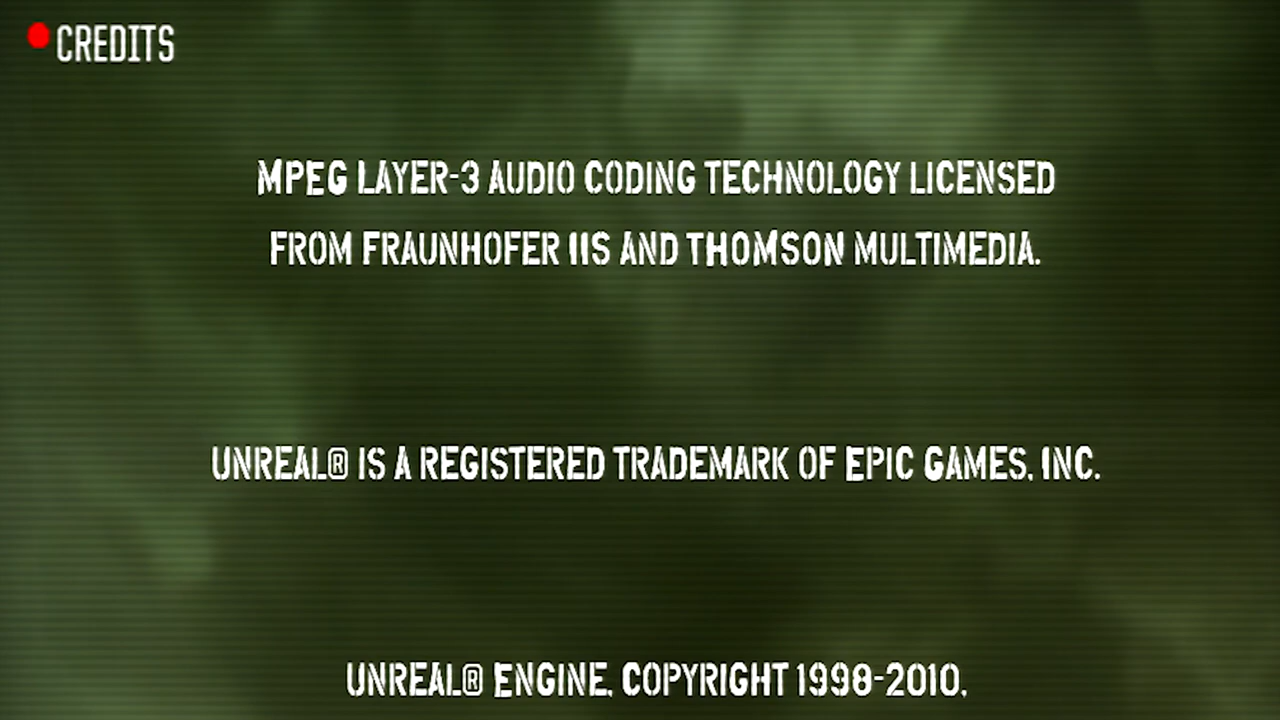 CREDITS
MPEG LAYER-3 AUDIO CODING TECHNOLOGY LICENSED
FROM FRAUNHOFER IIS AND THOMSON MULTIMEDIA.
UNREAL® IS A REGISTERED TRADEMARK OF EPIC GAMES, INC.
UNREAL® ENGINE, COPYRIGHT 1998-2010,